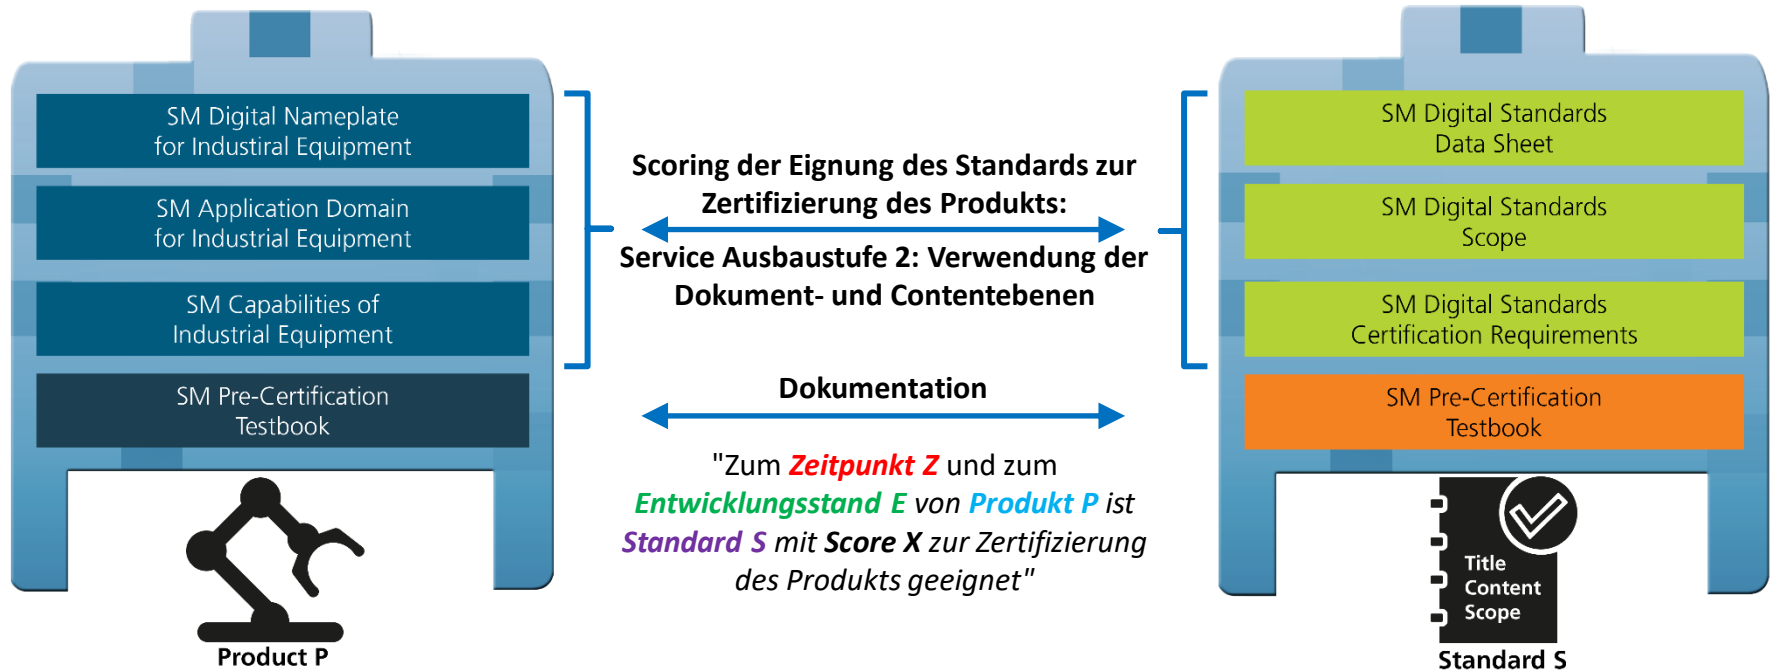 SM Digital Nameplate
for Industiral Equipment
SM Application Domain
for Industrial Equipment
SM Capabilities of
Industrial Equipment
SM Pre-Certification
Testbook
Product P
Scoring der Eignung des Standards zur
Zertifizierung des Produkts:
Service Ausbaustufe 2: Verwendung der
Dokument- und Contentebenen
Dokumentation
"Zum Zeitpunkt Z und zum
Entwicklungsstand E von Produkt P ist
Standard S mit Score X zur Zertifizierung
des Produkts geeignet"
SM Digital Standards
Data Sheet
SM Digital Standards
Scope
SM Digital Standards
Certification Requirements
SM Pre-Certification
Testbook
Title
Content
Scope
Standard S